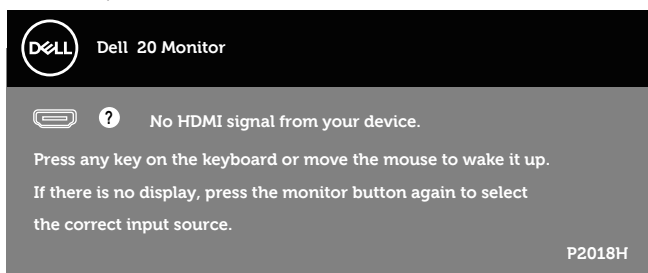 DELL
Dell 20 Monitor
? No HDMI signal from your device.
Press any key on the keyboard or move the mouse to wake it up.
If there is no display, press the monitor button again to select
the correct input source.
P2018H